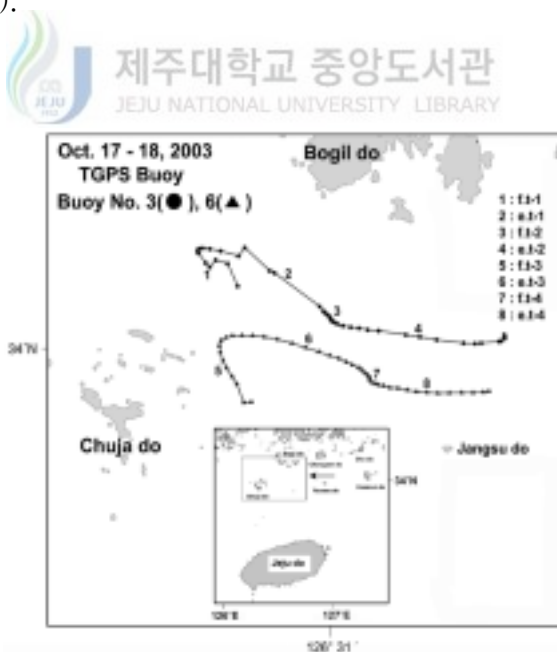 ).
제주대학교 중앙도서관
JEJU NATIONAL UNIVERSITY LIBRARY
JEJU
1952
Oct. 17 - 18, 2003
TGPS Buoy
Buoy No. 3(●), 6(▲)
Bogil do
1 : f.t-1
2 : e.t-1
3 : f.t-2
4 : e.t-2
5 : f.t-3
6 : e.t-3
7 : f.t-4
8 : e.t-4
1
2
3
4
34°N
5
6
7
8
Chuja do
Jangsu do
34°N
Jeju do
126°E
127°E
126° 31'